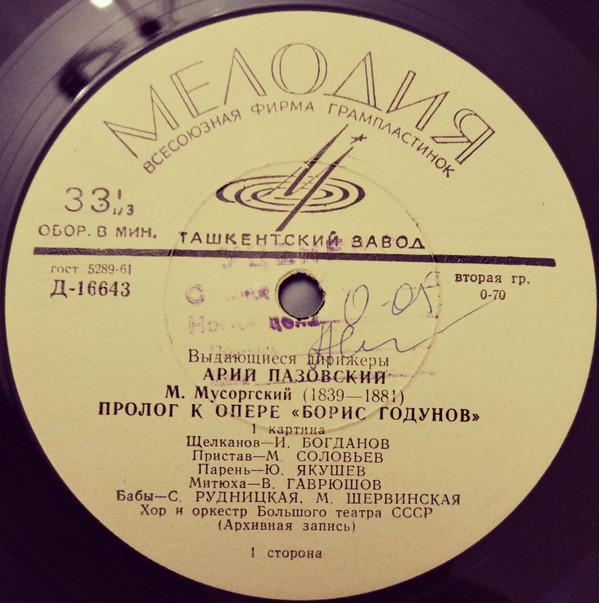 МЕЛОДИЯ
ВСЕСОЮЗНАЯ ФИРМА ГРАМПЛАСТИНОК
33 1/3
ОБОР. В МИН.
ТАШКЕНТСКИЙ ЗАВОД
гост 5289-61
Д-16643
вторая гр.
0-70
0-05
Выдающиеся дирижеры
АРИЙ ПАЗОВСКИЙ
М. Мусоргский (1839—1881)
ПРОЛОГ К ОПЕРЕ «БОРИС ГОДУНОВ»
1 картина
Щелканов—И. БОГДАНОВ
Пристав—М. СОЛОВЬЕВ
Парень—Ю. ЯКУШЕВ
Митюха—В. ГАВРЮШОВ
Бабы—С. РУДНИЦКАЯ, М. ШЕРВИНСКАЯ
Хор и оркестр Большого театра СССР
(Архивная запись)
1 сторона